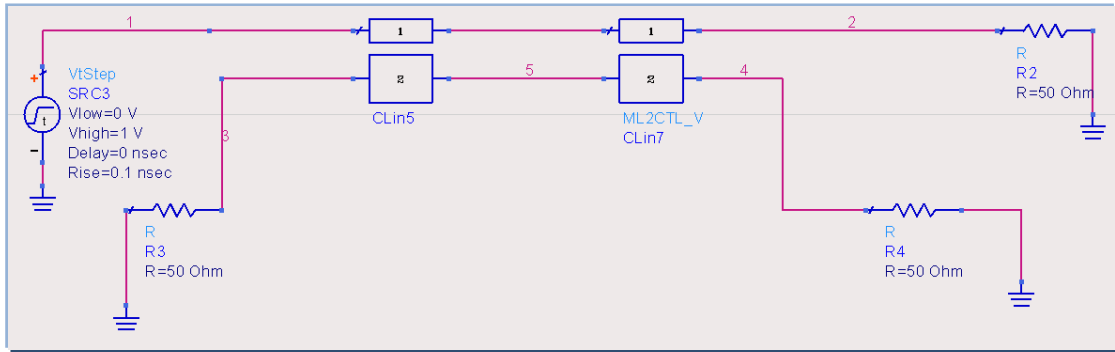 1
2
1
1
VtStep
SRC3
Vlow=0 V
Vhigh=1 V
Delay=0 nsec
Rise=0.1 nsec
+
t
–
3
2
CLin5
5
2
ML2CTL_V
CLin7
4
R
R2
R=50 Ohm
R
R3
R=50 Ohm
R
R4
R=50 Ohm